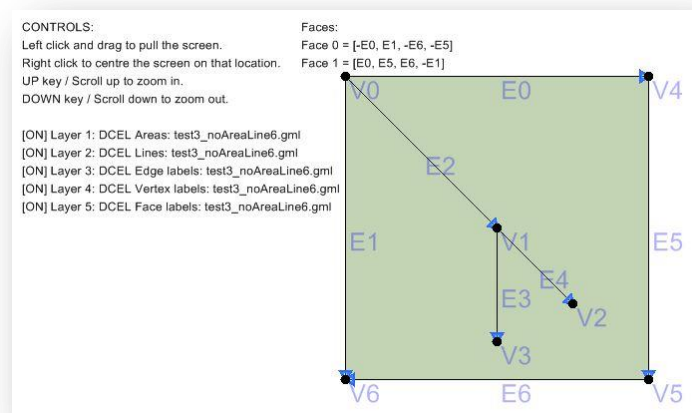 CONTROLS:
Left click and drag to pull the screen.
Right click to centre the screen on that location.
UP key / Scroll up to zoom in.
DOWN key / Scroll down to zoom out.
[ON] Layer 1: DCEL Areas: test3_noAreaLine6.gml
[ON] Layer 2: DCEL Lines: test3_noAreaLine6.gml
[ON] Layer 3: DCEL Edge labels: test3_noAreaLine6.gml
[ON] Layer 4: DCEL Vertex labels: test3_noAreaLine6.gml
[ON] Layer 5: DCEL Face labels: test3_noAreaLine6.gml
Faces:
Face 0 = [-E0, E1, -E6, -E5]
Face 1 = [E0, E5, E6, -E1]
V0
E0
V4
E2
E1
V1
E5
E4
E3
V2
V3
V6
E6
V5